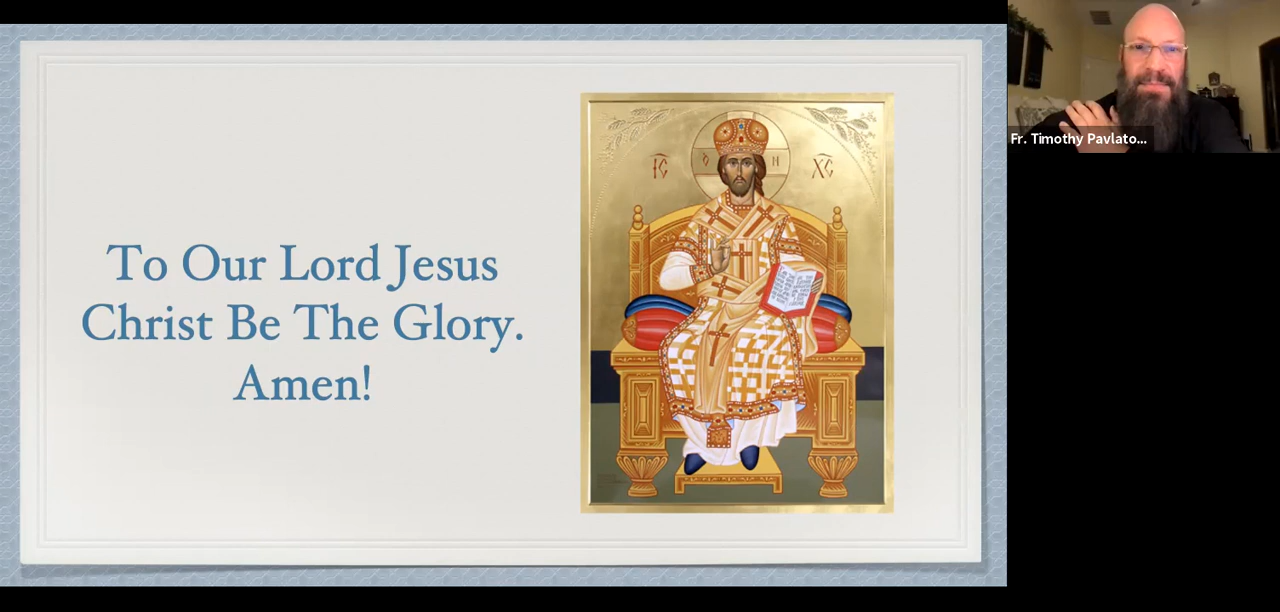 To Our Lord Jesus
Christ Be The Glory.
Amen!
IC XC
O N
Fr. Timothy Pavlato...